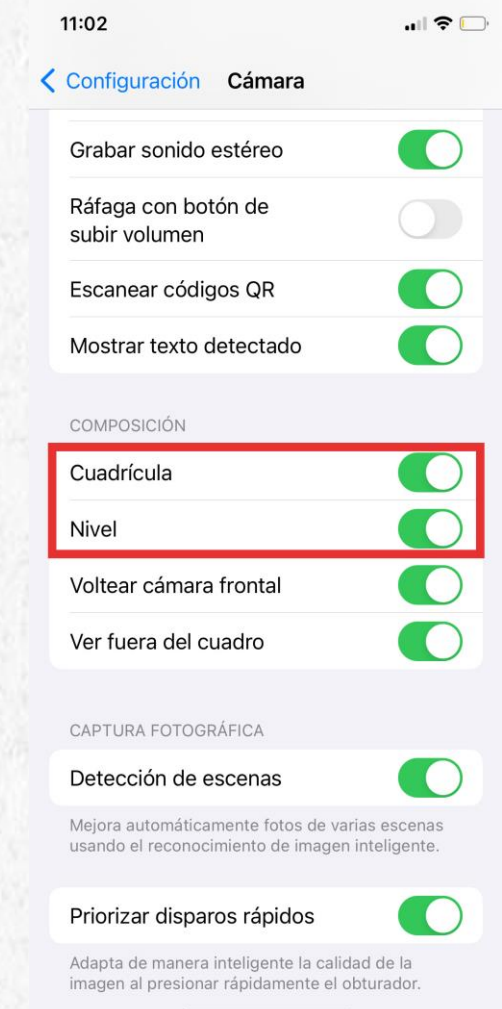 11:02
Configuración Cámara
Grabar sonido estéreo
Ráfaga con botón de
subir volumen
Escanear códigos QR
Mostrar texto detectado
COMPOSICIÓN
Cuadrícula
Nivel
Voltear cámara frontal
Ver fuera del cuadro
CAPTURA FOTOGRÁFICA
Detección de escenas
Mejora automáticamente fotos de varias escenas
usando el reconocimiento de imagen inteligente.
Priorizar disparos rápidos
Adapta de manera inteligente la calidad de la
imagen al presionar rápidamente el obturador.